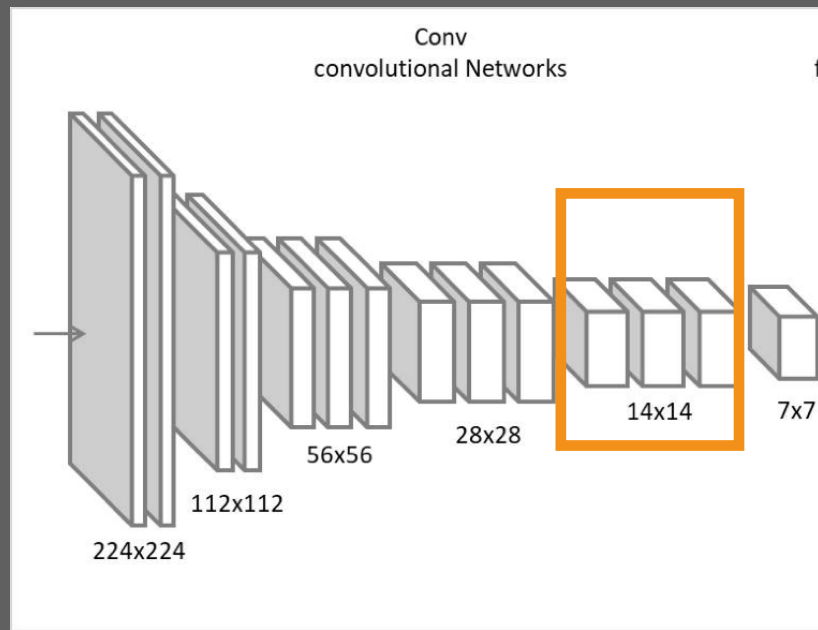 Conv
convolutional Networks
224x224
112x112
56x56
28x28
14x14
7x7